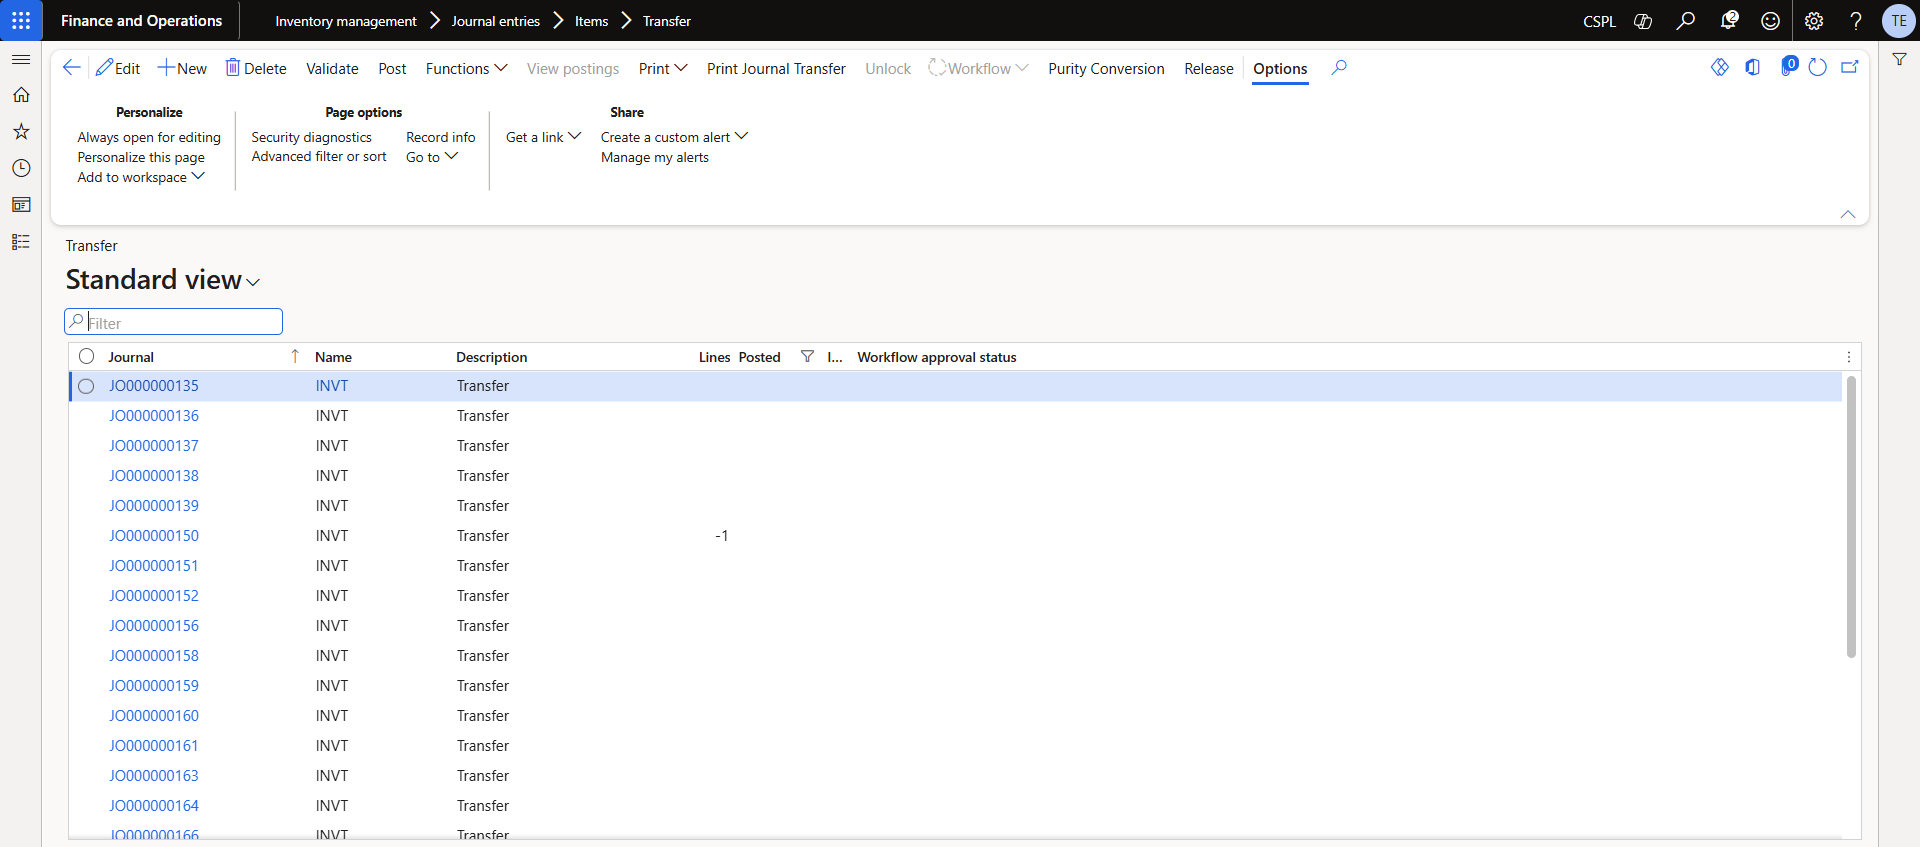 Finance and Operations Inventory management Journal entries Items Transfer CSPL 2 TE
Edit New Delete Validate Post Functions View postings Print Print Journal Transfer Unlock Workflow Purity Conversion Release Options 0
Personalize Page options Share
Always open for editing Security diagnostics Record info Get a link Create a custom alert
Personalize this page Advanced filter or sort Go to Manage my alerts
Add to workspace
Transfer
Standard view
Filter
Journal Name Description Lines Posted I... Workflow approval status
JO000000135 INVT Transfer
JO000000136 INVT Transfer
JO000000137 INVT Transfer
JO000000138 INVT Transfer
JO000000139 INVT Transfer
JO000000150 INVT Transfer -1
JO000000151 INVT Transfer
JO000000152 INVT Transfer
JO000000156 INVT Transfer
JO000000158 INVT Transfer
JO000000159 INVT Transfer
JO000000160 INVT Transfer
JO000000161 INVT Transfer
JO000000163 INVT Transfer
JO000000164 INVT Transfer
JO000000166 INVT Transfer